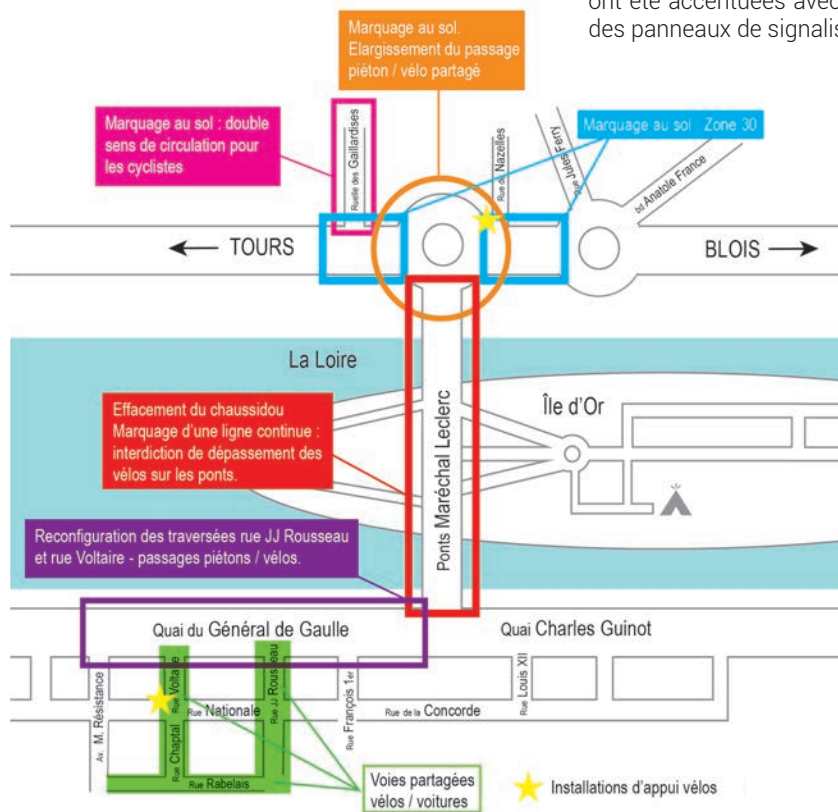 ont été accentuées avec
des panneaux de signalis
Marquage au sol.
Elargissement du passage
piéton / vélo partagé
Marquage au sol : double
sens de circulation pour
les cyclistes
Ruelle des Gaillardises
Rue de Nazelles
Marquage au sol : Zone 30
rue Jules Ferry
bd Anatole France
TOURS
BLOIS
La Loire
Île d'Or
Effacement du chaussidou
Marquage d'une ligne continue :
interdiction de dépassement des
vélos sur les ponts.
Ponts Maréchal Leclerc
Reconfiguration des traversées rue JJ Rousseau
et rue Voltaire - passages piétons / vélos.
Quai du Général de Gaulle
Quai Charles Guinot
Av. M. Résistance
Rue Voltaire
Rue JJ Rousseau
Rue Nationale
Rue François 1er
Rue de la Concorde
Rue Louis XII
Rue Chaptal
Rue Rabelais
Voies partagées
vélos / voitures
Installations d'appui vélos